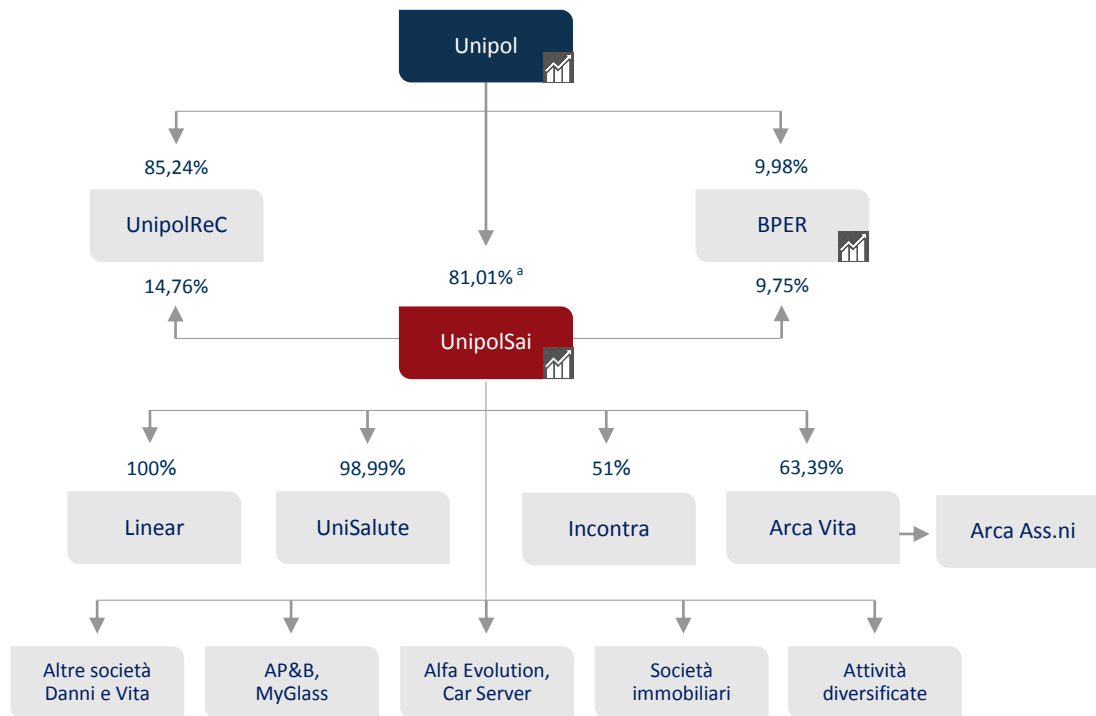 Unipol
85,24%
9,98%
UnipolReC
BPER
14,76%
81,01% a
9,75%
UnipolSai
100%
98,99%
51%
63,39%
Linear
UniSalute
Incontra
Arca Vita
Arca Ass.ni
Altre società
Danni e Vita
AP&B,
MyGlass
Alfa Evolution,
Car Server
Società
immobiliari
Attività
diversificate